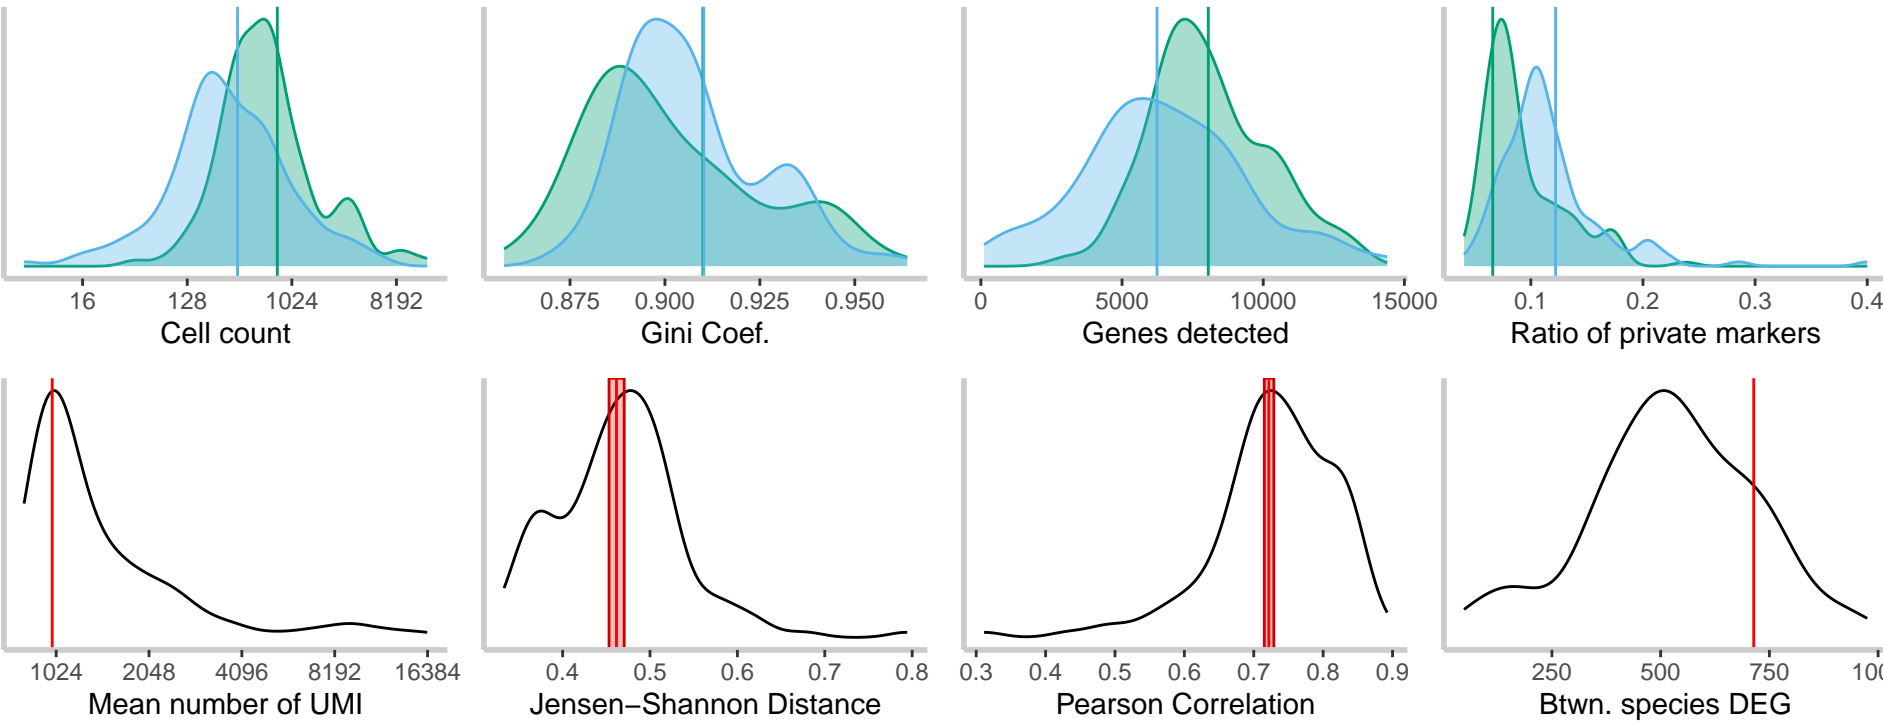 16 128 1024 8192
Cell count
0.875 0.900 0.925 0.950
Gini Coef.
0 5000 10000 15000
Genes detected
0.1 0.2 0.3 0.4
Ratio of private markers
1024 2048 4096 8192 16384
Mean number of UMI
0.4 0.5 0.6 0.7 0.8
Jensen−Shannon Distance
0.3 0.4 0.5 0.6 0.7 0.8 0.9
Pearson Correlation
250 500 750
Btwn. species DEG